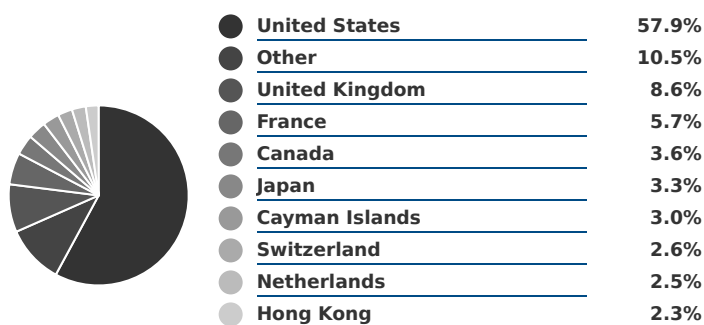 United States 57.9%
Other 10.5%
United Kingdom 8.6%
France 5.7%
Canada 3.6%
Japan 3.3%
Cayman Islands 3.0%
Switzerland 2.6%
Netherlands 2.5%
Hong Kong 2.3%